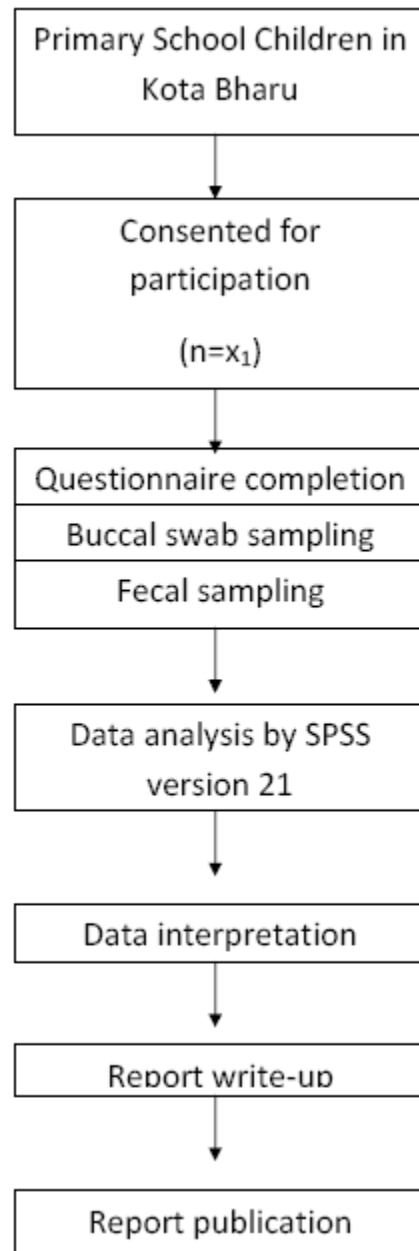 Primary School Children in
Kota Bharu
Consented for
participation
(n=x₁)
Questionnaire completion
Buccal swab sampling
Fecal sampling
Data analysis by SPSS
version 21
Data interpretation
Report write-up
Report publication